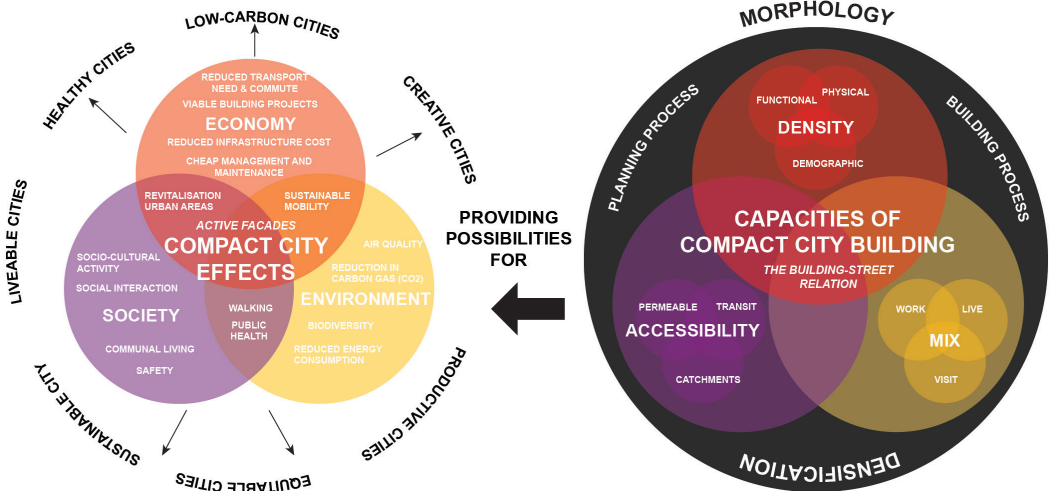 LOW-CARBON CITIES
HEALTHY CITIES
CREATIVE CITIES
LIVEABLE CITIES
SUSTAINABLE CITY
EQUITABLE CITIES
PRODUCTIVE CITIES
REDUCED TRANSPORT
NEED & COMMUTE
VIABLE BUILDING PROJECTS
ECONOMY
REDUCED INFRASTRUCTURE COST
CHEAP MANAGEMENT AND
MAINTENANCE
REVITALISATION
URBAN AREAS
SUSTAINABLE
MOBILITY
ACTIVE FACADES
COMPACT CITY
EFFECTS
SOCIO-CULTURAL
ACTIVITY
SOCIAL INTERACTION
SOCIETY
COMMUNAL LIVING
SAFETY
WALKING
PUBLIC
HEALTH
AIR QUALITY
REDUCTION IN
CARBON GAS (CO2)
ENVIRONMENT
BIODIVERSITY
REDUCED ENERGY
CONSUMPTION
PROVIDING
POSSIBILITIES
FOR
MORPHOLOGY
PLANNING PROCESS
BUILDING PROCESS
DENSIFICATION
FUNCTIONAL
PHYSICAL
DENSITY
DEMOGRAPHIC
CAPACITIES OF
COMPACT CITY BUILDING
THE BUILDING-STREET
RELATION
PERMEABLE
TRANSIT
ACCESSIBILITY
CATCHMENTS
WORK
LIVE
MIX
VISIT